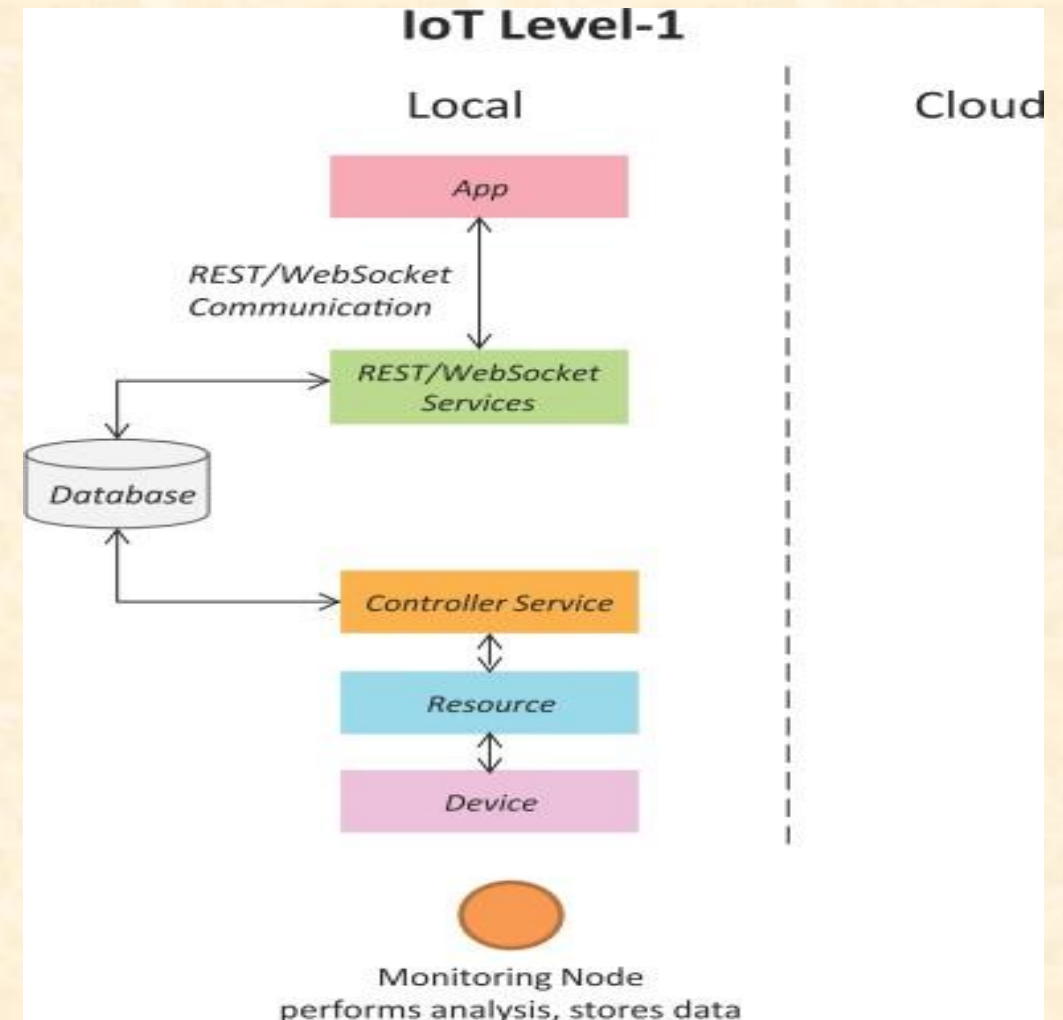 IoT Level-1
Local
Cloud
App
REST/WebSocket
Communication
REST/WebSocket
Services
Database
Controller Service
Resource
Device
Monitoring Node
performs analysis, stores data